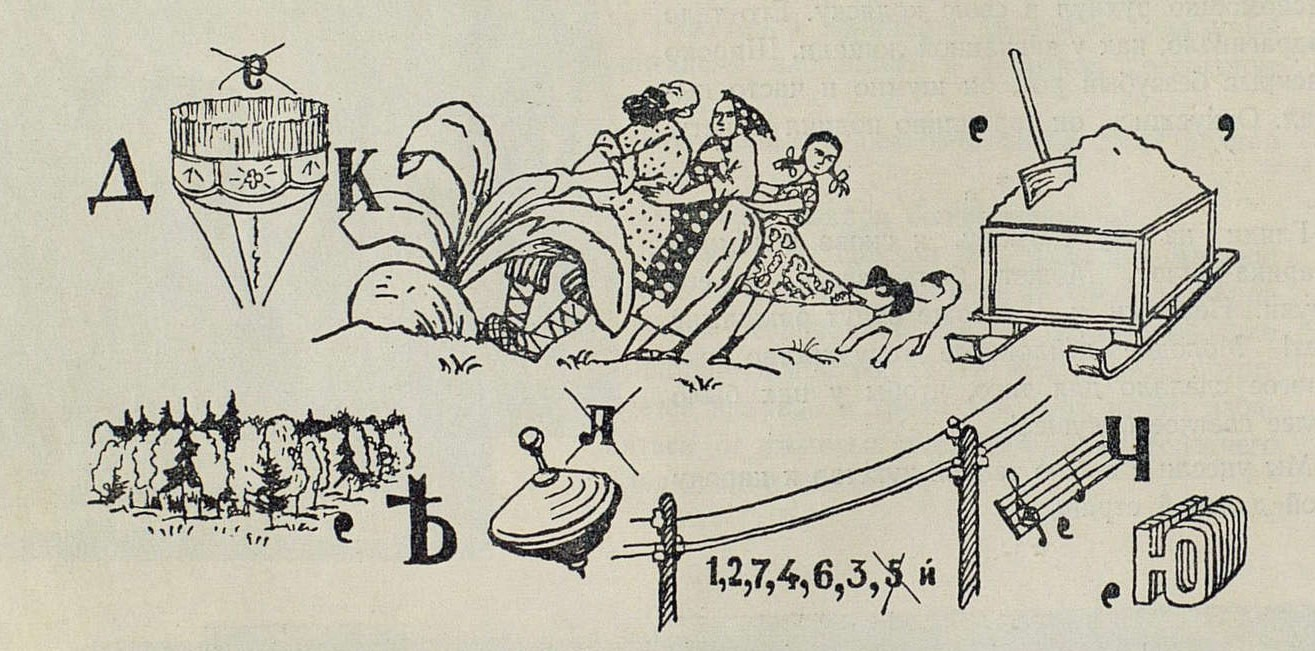 е
Д К е ,
л
Ч
е Ѣ е
1,2,7,4,6,3,5 й е Ю